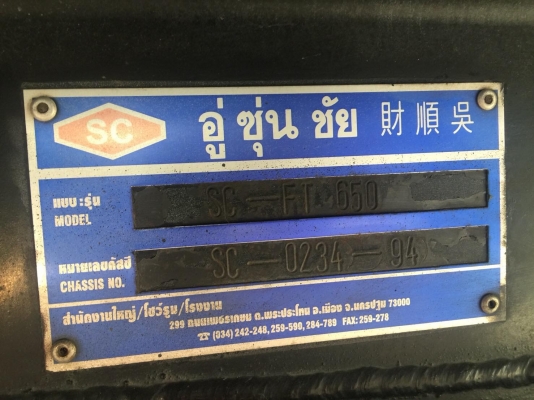 SC อู่ ซุ่น ชัย 財順吳
แบบ:รุ่น SC-FT 650
MODEL
หมายเลขคัสซี SC-0234-94
CHASSIS NO.
สำนักงานใหญ่/โชว์รูม/โรงงาน
299 ถนนเพชรเกษม ต.พระประโทน อ.เมือง จ.นครปฐม 73000
☎ (034) 242-248, 259-590, 284-789 FAX: 259-278